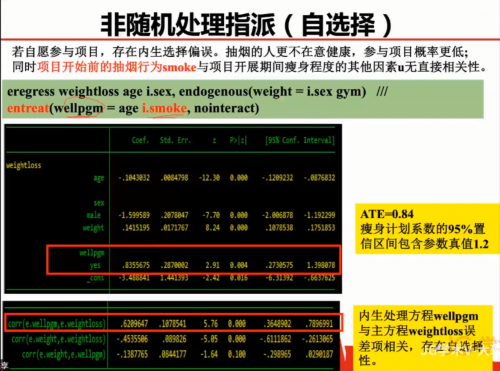 非随机处理指派（自选择）
若自愿参与项目，存在内生选择偏误。抽烟的人更不在意健康，参与项目概率更低；
同时项目开始前的抽烟行为smoke与项目开展期间瘦身程度的其他因素u无直接相关性。
eregress weightloss age i.sex, endogenous(weight = i.sex gym) ///
entreat(wellpgm = age i.smoke, nointeract)
Coef. Std. Err. z P>|z| [95% Conf. Interval]
weightloss
age -.1043032 .0084798 -12.30 0.000 -.1209232 -.0876832
sex
male -1.599589 .2078047 -7.70 0.000 -2.006878 -1.192299
weight .1415195 .0171767 8.24 0.000 .1078538 .1751853
wellpgm
yes .8355675 .2870002 2.91 0.004 .2730575 1.398078
_cons -3.488841 1.441393 -2.42 0.016 -6.31392 -.6637625
ATE=0.84
瘦身计划系数的95%置
信区间包含参数真值1.2
corr(e.wellpgm,e.weightloss) .6209647 .1078541 5.76 0.000 .3648902 .7896991
corr(e.weight,e.weightloss) -.4535506 .089826 -5.05 0.000 -.6111862 -.2613065
corr(e.weight,e.wellpgm) -.1387765 .0844177 -1.64 0.100 -.298965 .0290187
内生处理方程wellpgm
与主方程weightloss误
差项相关，存在自选择
性。
享